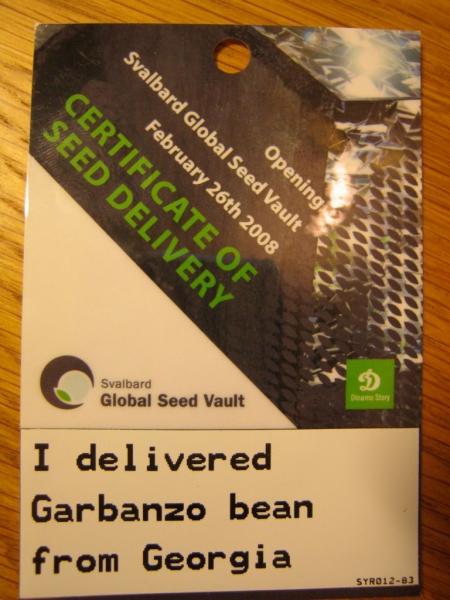 Opening
Svalbard Global Seed Vault
February 26th 2008
CERTIFICATE OF
SEED DELIVERY
Svalbard
Global Seed Vault
Dinamo Story
I delivered
Garbanzo bean
from Georgia
SYR012-83